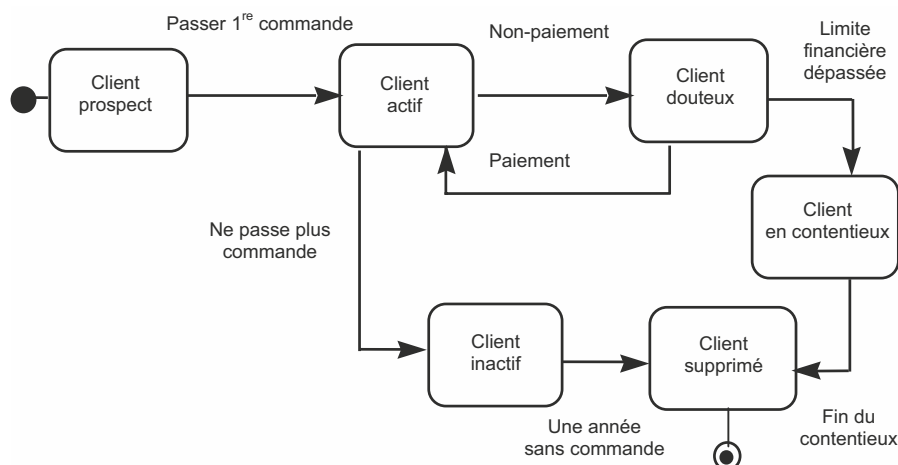 Passer 1re commande
Client
prospect
Client
actif
Non-paiement
Client
douteux
Limite
financière
dépassée
Paiement
Client
en contentieux
Ne passe plus
commande
Client
inactif
Client
supprimé
Une année
sans commande
Fin du
contentieux